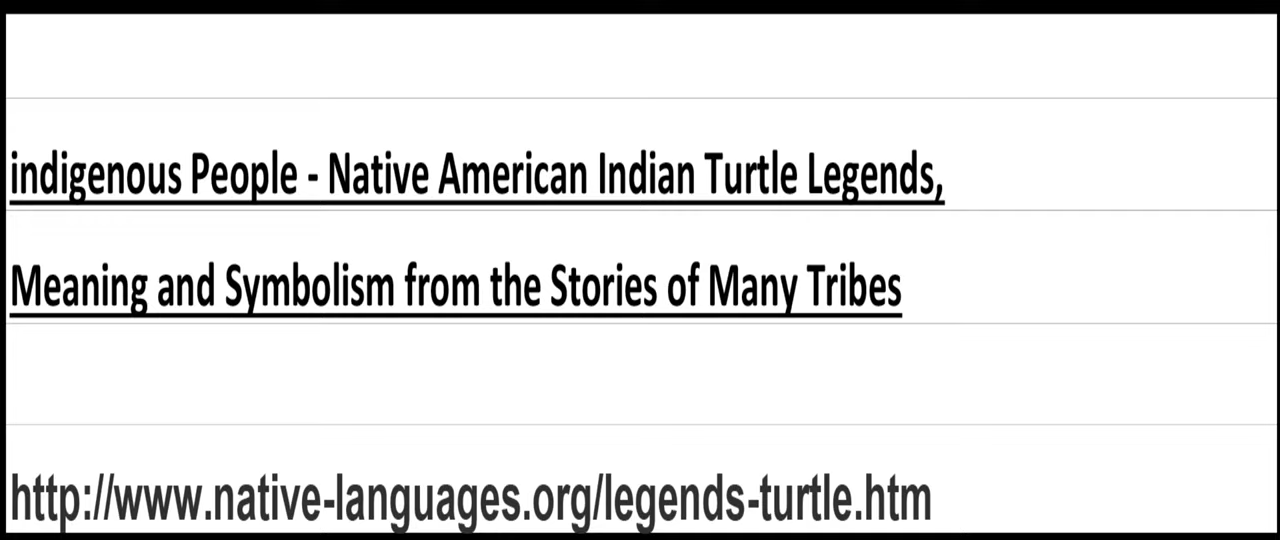 indigenous People - Native American Indian Turtle Legends,
Meaning and Symbolism from the Stories of Many Tribes
http://www.native-languages.org/legends-turtle.htm